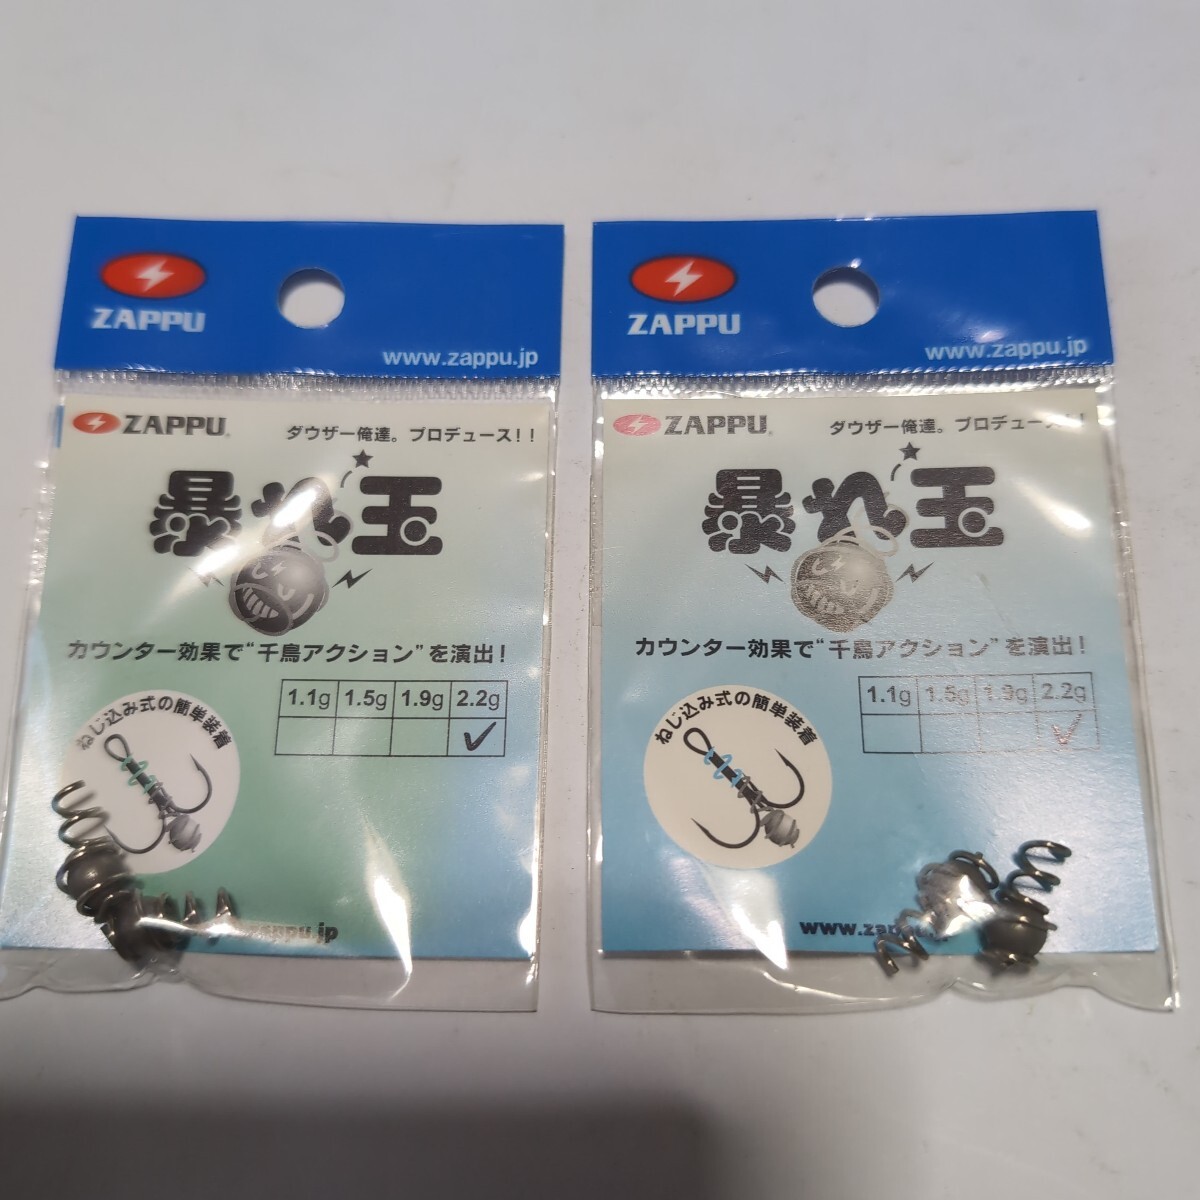 ZAPPU
www.zappu.jp
ZAPPU
ダウザー俺達。プロデュース!!
暴れ玉
カウンター効果で“千鳥アクション”を演出!
1.1g 1.5g 1.9g 2.2g
✓
ねじ込み式の簡単装着
zappu.jp
ZAPPU
www.zappu.jp
ZAPPU
ダウザー俺達。プロデュース!!
暴れ玉
カウンター効果で“千鳥アクション”を演出!
1.1g 1.5g 1.9g 2.2g
✓
ねじ込み式の簡単装着
www.zappu.jp